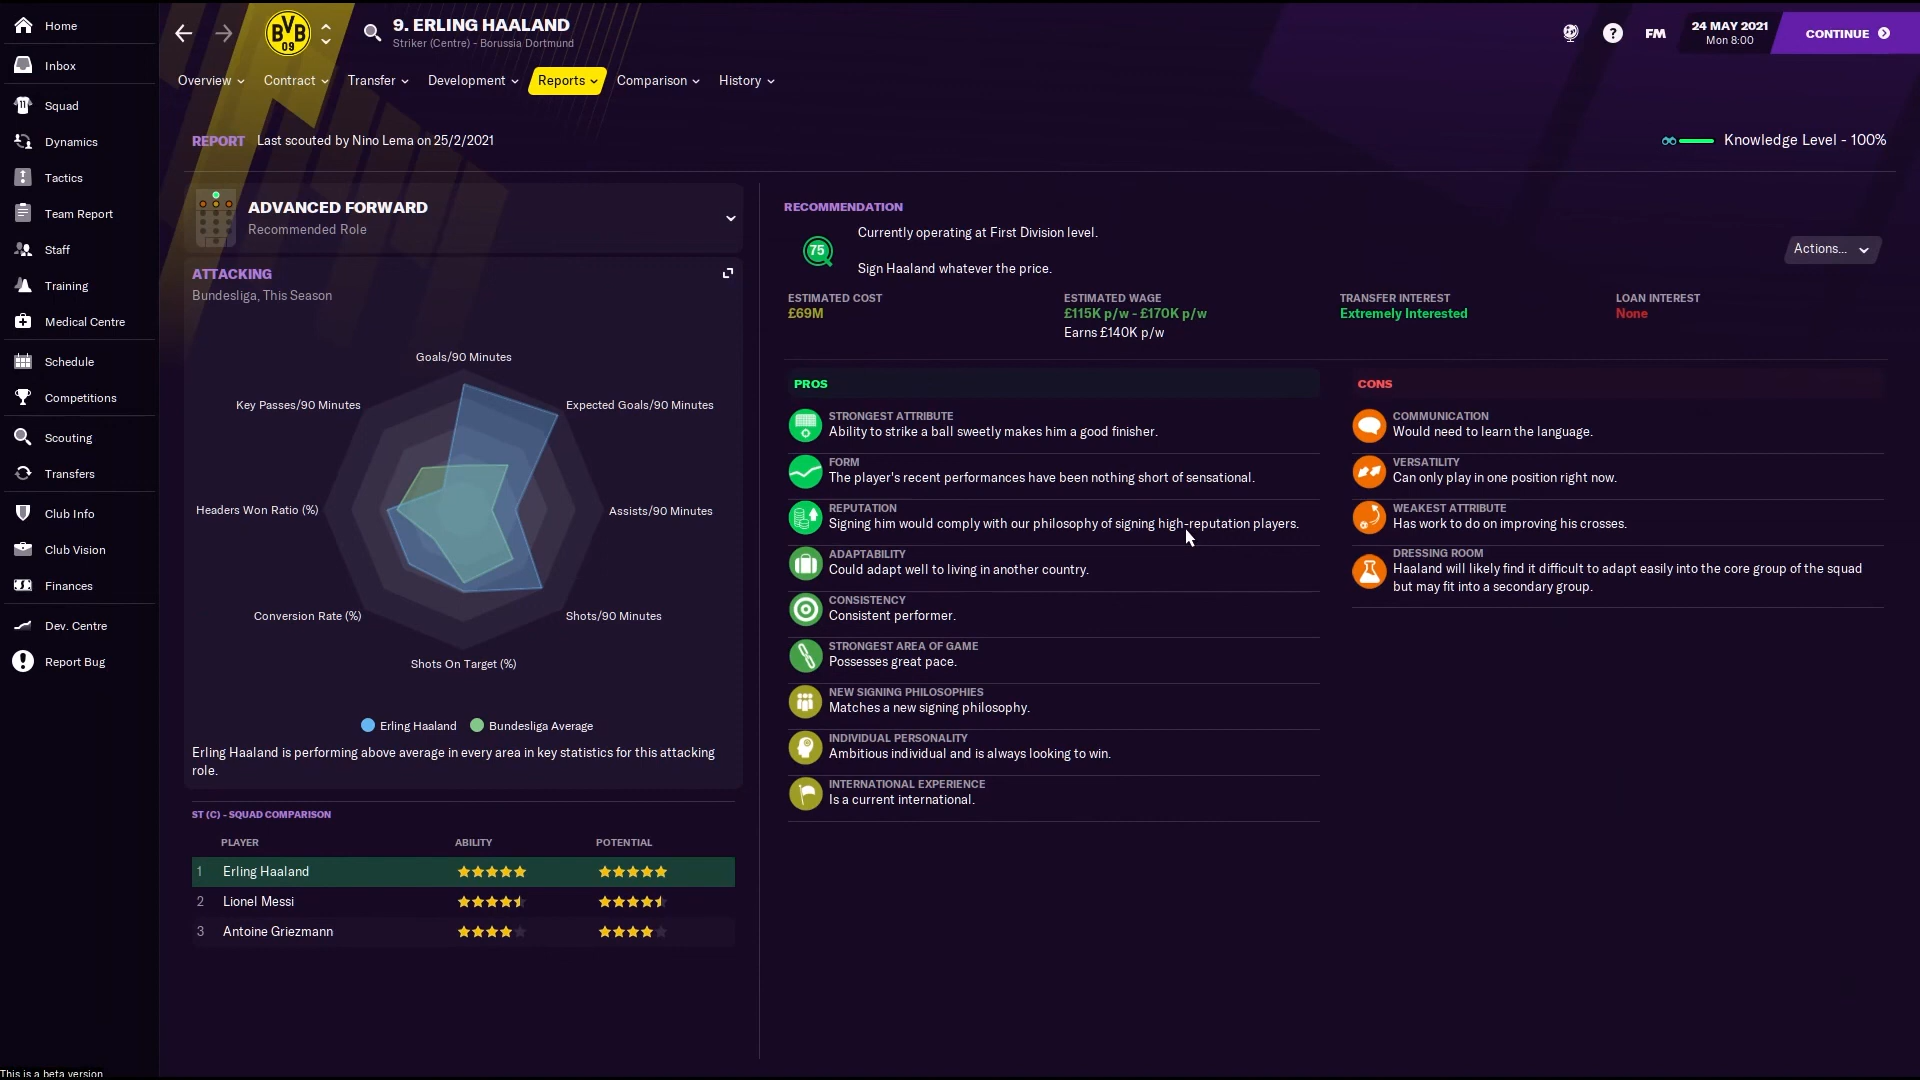 Home
Inbox
Squad
Dynamics
Tactics
Team Report
Staff
Training
Medical Centre
Schedule
Competitions
Scouting
Transfers
Club Info
Club Vision
Finances
Dev. Centre
Report Bug
This is a beta version
BVB
09
9. ERLING HAALAND
Striker (Centre) - Borussia Dortmund
?
FM
24 MAY 2021
Mon 8:00
CONTINUE
Overview
Contract
Transfer
Development
Reports
Comparison
History
REPORT Last scouted by Nino Lema on 25/2/2021
Knowledge Level - 100%
ADVANCED FORWARD
Recommended Role
ATTACKING
Bundesliga, This Season
Goals/90 Minutes
Key Passes/90 Minutes
Expected Goals/90 Minutes
Headers Won Ratio (%)
Assists/90 Minutes
Conversion Rate (%)
Shots/90 Minutes
Shots On Target (%)
Erling Haaland
Bundesliga Average
Erling Haaland is performing above average in every area in key statistics for this attacking
role.
ST (C) - SQUAD COMPARISON
PLAYER ABILITY POTENTIAL
1 Erling Haaland
2 Lionel Messi
3 Antoine Griezmann
RECOMMENDATION
75
Currently operating at First Division level.
Sign Haaland whatever the price.
Actions...
ESTIMATED COST
£69M
ESTIMATED WAGE
£115K p/w - £170K p/w
Earns £140K p/w
TRANSFER INTEREST
Extremely Interested
LOAN INTEREST
None
PROS
STRONGEST ATTRIBUTE
Ability to strike a ball sweetly makes him a good finisher.
FORM
The player's recent performances have been nothing short of sensational.
REPUTATION
Signing him would comply with our philosophy of signing high-reputation players.
ADAPTABILITY
Could adapt well to living in another country.
CONSISTENCY
Consistent performer.
STRONGEST AREA OF GAME
Possesses great pace.
NEW SIGNING PHILOSOPHIES
Matches a new signing philosophy.
INDIVIDUAL PERSONALITY
Ambitious individual and is always looking to win.
INTERNATIONAL EXPERIENCE
Is a current international.
CONS
COMMUNICATION
Would need to learn the language.
VERSATILITY
Can only play in one position right now.
WEAKEST ATTRIBUTE
Has work to do on improving his crosses.
DRESSING ROOM
Haaland will likely find it difficult to adapt easily into the core group of the squad
but may fit into a secondary group.